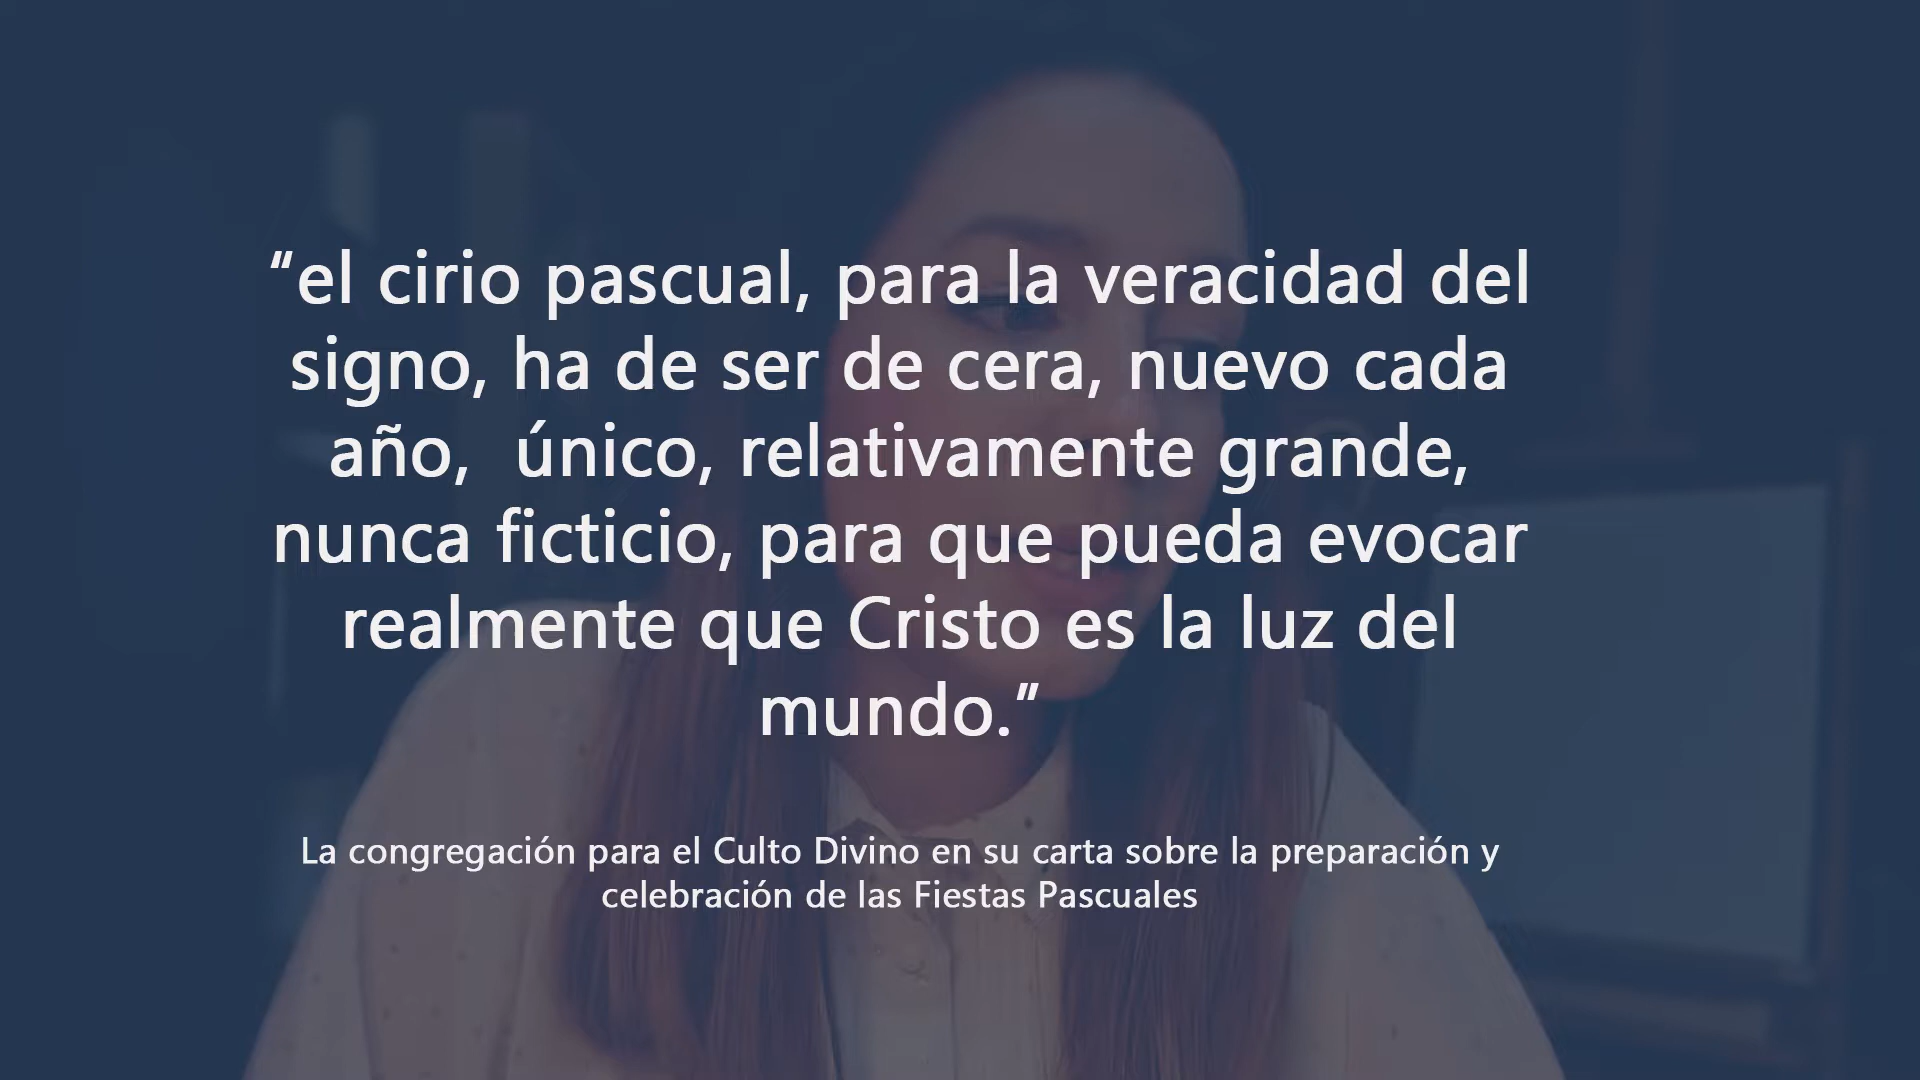 “el cirio pascual, para la veracidad del
signo, ha de ser de cera, nuevo cada
año,  único, relativamente grande,
nunca ficticio, para que pueda evocar
realmente que Cristo es la luz del
mundo.”
La congregación para el Culto Divino en su carta sobre la preparación y
celebración de las Fiestas Pascuales